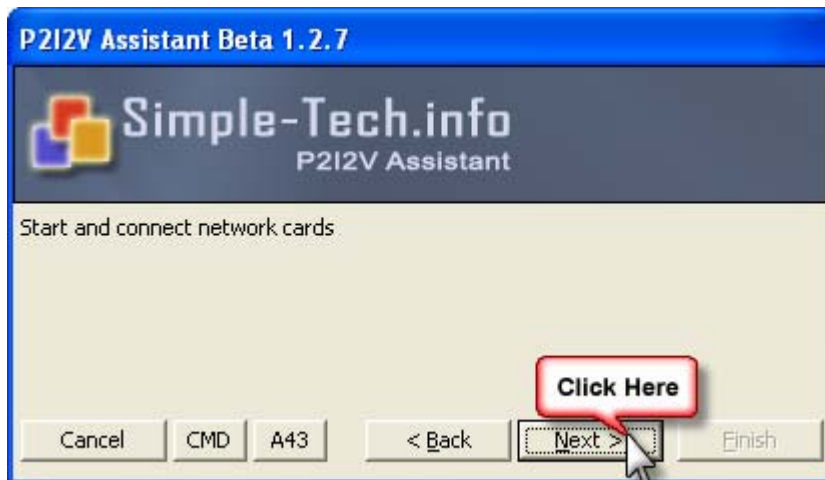 P2I2V Assistant Beta 1.2.7
Simple-Tech.info
P2I2V Assistant
Start and connect network cards
Click Here
Cancel CMD A43 < Back Next > Finish